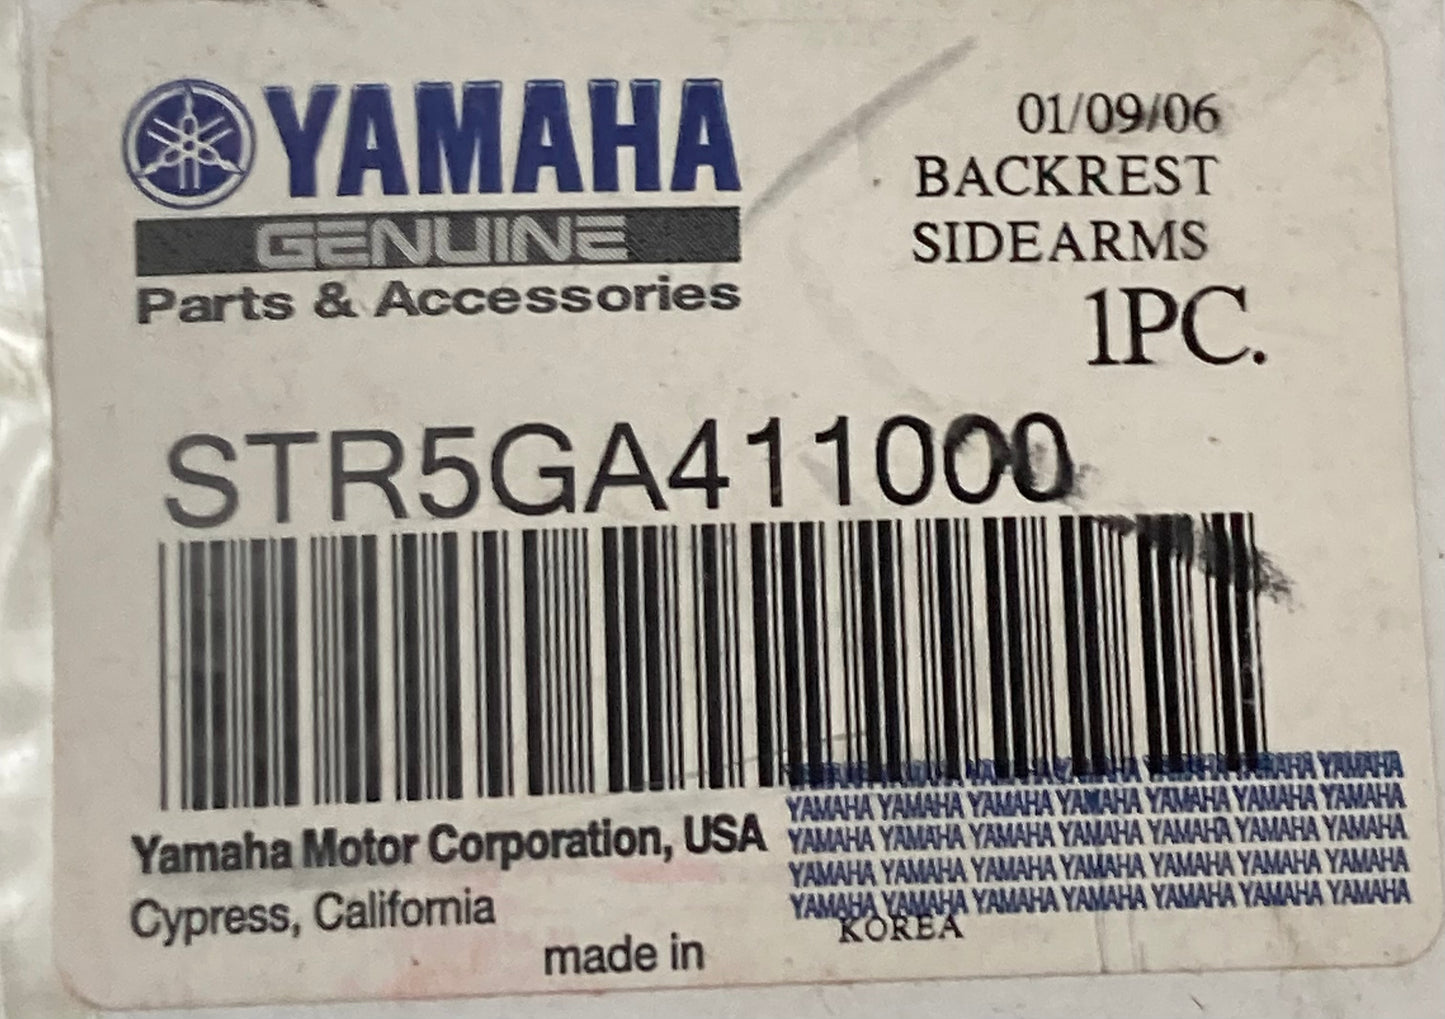 YAMAHA
GENUINE
Parts & Accessories
01/09/06
BACKREST
SIDEARMS
1PC.
STR5GA411000
Yamaha Motor Corporation, USA
Cypress, California
made in
KOREA
YAMAHA YAMAHA YAMAHA YAMAHA YAMAHA YAMAHA YAMAHA
YAMAHA YAMAHA YAMAHA YAMAHA YAMAHA YAMAHA YAMAHA
YAMAHA YAMAHA YAMAHA YAMAHA YAMAHA YAMAHA YAMAHA
YAMAHA YAMAHA YAMAHA YAMAHA YAMAHA YAMAHA YAMAHA
YAMAHA YAMAHA YAMAHA YAMAHA YAMAHA YAMAHA YAMAHA